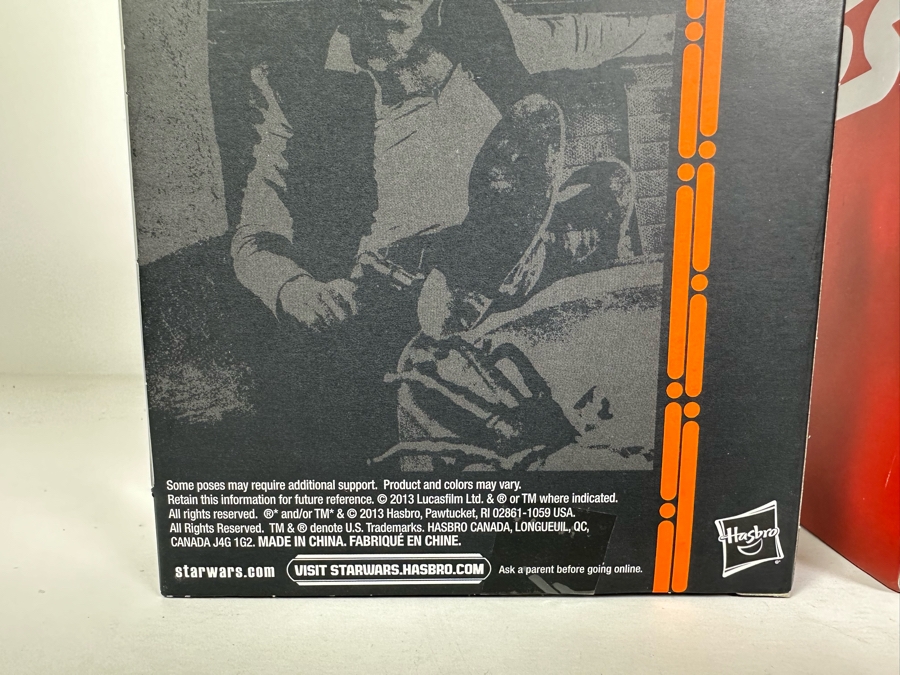 Some poses may require additional support. Product and colors may vary.
Retain this information for future reference. © 2013 Lucasfilm Ltd. & ® or TM where indicated.
All rights reserved. ®* and/or TM* & © 2013 Hasbro, Pawtucket, RI 02861-1059 USA.
All Rights Reserved. TM & ® denote U.S. Trademarks. HASBRO CANADA, LONGUEUIL, QC,
CANADA J4G 1G2. MADE IN CHINA. FABRIQUÉ EN CHINE.
starwars.com VISIT STARWARS.HASBRO.COM Ask a parent before going online.
Hasbro